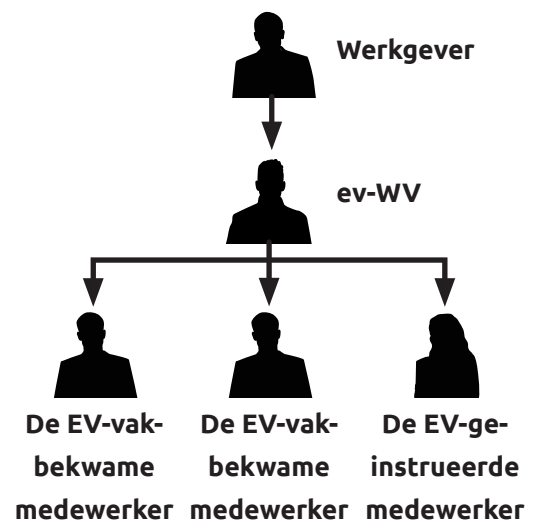 Werkgever
ev-WV
De EV-vak-
bekwame
medewerker
De EV-vak-
bekwame
medewerker
De EV-ge-
instrueerde
medewerker